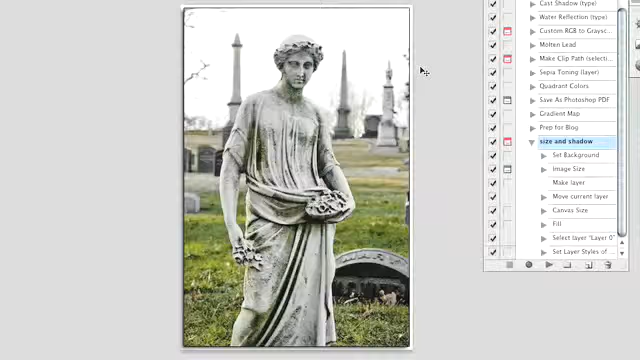 Cast Shadow (type)
Water Reflection (type)
Custom RGB to Graysc...
Molten Lead
Make Clip Path (selecti...
Sepia Toning (layer)
Quadrant Colors
Save As Photoshop PDF
Gradient Map
Prep for Blog
size and shadow
Set Background
Image Size
Make layer
Move current layer
Canvas Size
Fill
Select layer "Layer 0"
Set Layer Styles of ...